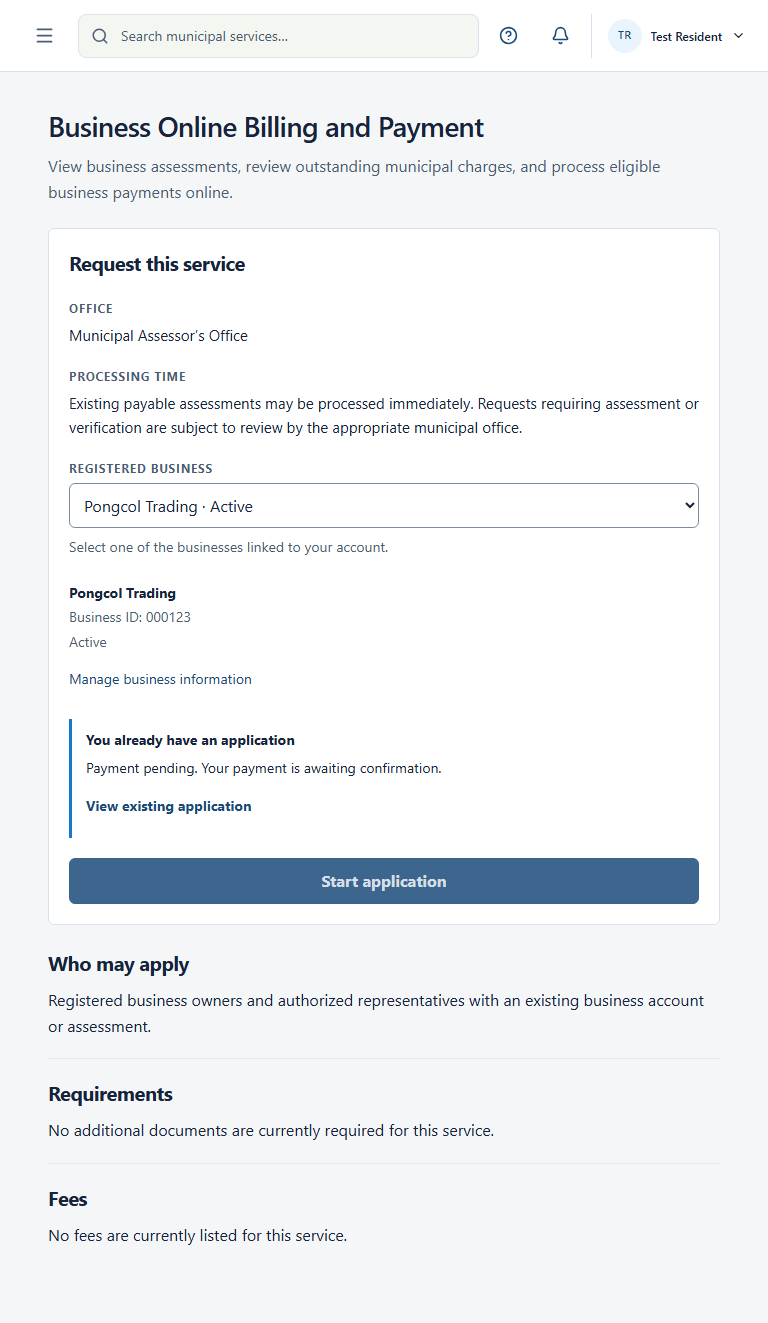 Search municipal services...
TR
Test Resident
Business Online Billing and Payment
View business assessments, review outstanding municipal charges, and process eligible
business payments online.
Request this service
OFFICE
Municipal Assessor's Office
PROCESSING TIME
Existing payable assessments may be processed immediately. Requests requiring assessment or
verification are subject to review by the appropriate municipal office.
REGISTERED BUSINESS
Pongcol Trading · Active
Select one of the businesses linked to your account.
Pongcol Trading
Business ID: 000123
Active
Manage business information
You already have an application
Payment pending. Your payment is awaiting confirmation.
View existing application
Start application
Who may apply
Registered business owners and authorized representatives with an existing business account
or assessment.
Requirements
No additional documents are currently required for this service.
Fees
No fees are currently listed for this service.